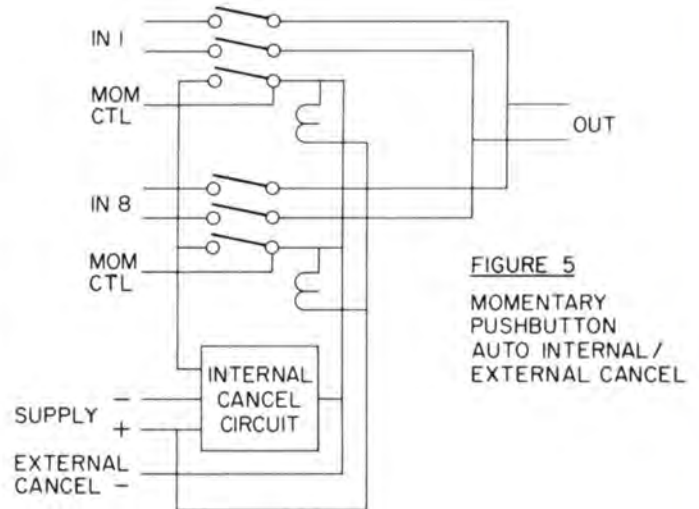 IN 1
MOM
CTL
OUT
IN 8
MOM
CTL
FIGURE 5
MOMENTARY
PUSHBUTTON
AUTO INTERNAL/
EXTERNAL CANCEL
INTERNAL
CANCEL
CIRCUIT
SUPPLY -
+
EXTERNAL
CANCEL -